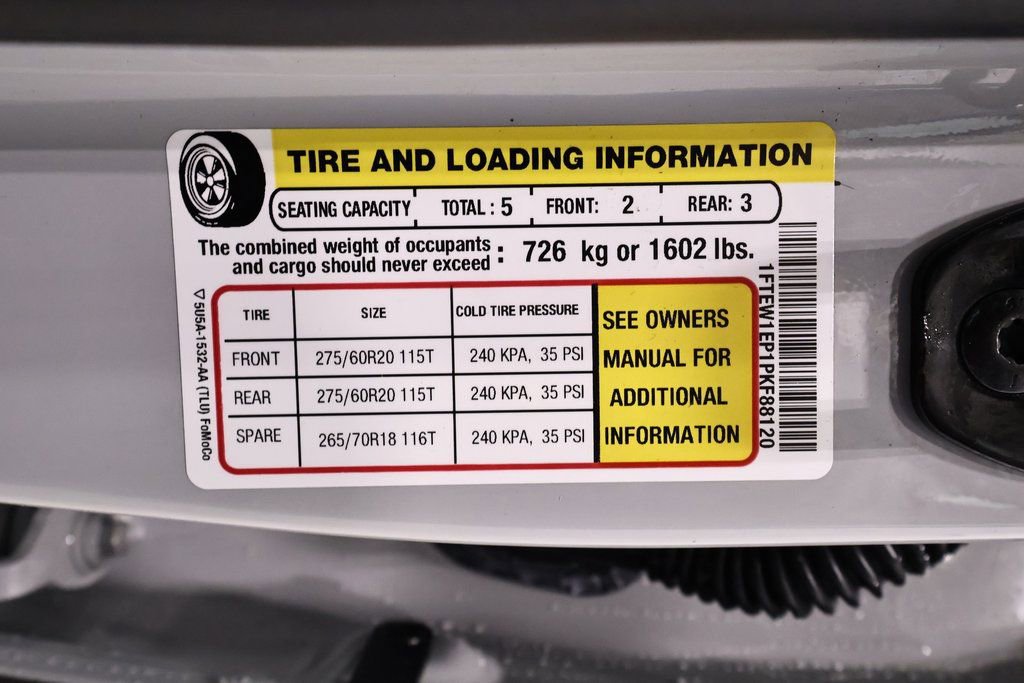 TIRE AND LOADING INFORMATION
SEATING CAPACITY TOTAL : 5 FRONT: 2 REAR: 3
The combined weight of occupants
and cargo should never exceed : 726 kg or 1602 lbs.
TIRE SIZE COLD TIRE PRESSURE
FRONT 275/60R20 115T 240 KPA, 35 PSI
REAR 275/60R20 115T 240 KPA, 35 PSI
SPARE 265/70R18 116T 240 KPA, 35 PSI
SEE OWNERS
MANUAL FOR
ADDITIONAL
INFORMATION
5U5A-1532-AA (TLU) FoMoCo
1FTEW1EP1PKF88120